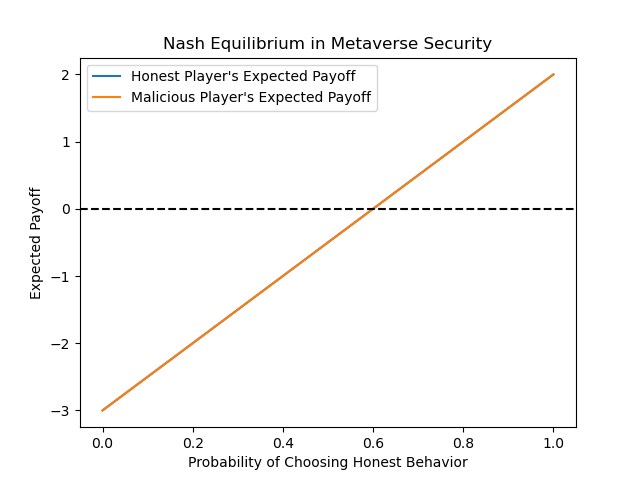 Nash Equilibrium in Metaverse Security
Honest Player's Expected Payoff
Malicious Player's Expected Payoff
Expected Payoff
2
1
0
−1
−2
−3
0.0 0.2 0.4 0.6 0.8 1.0
Probability of Choosing Honest Behavior